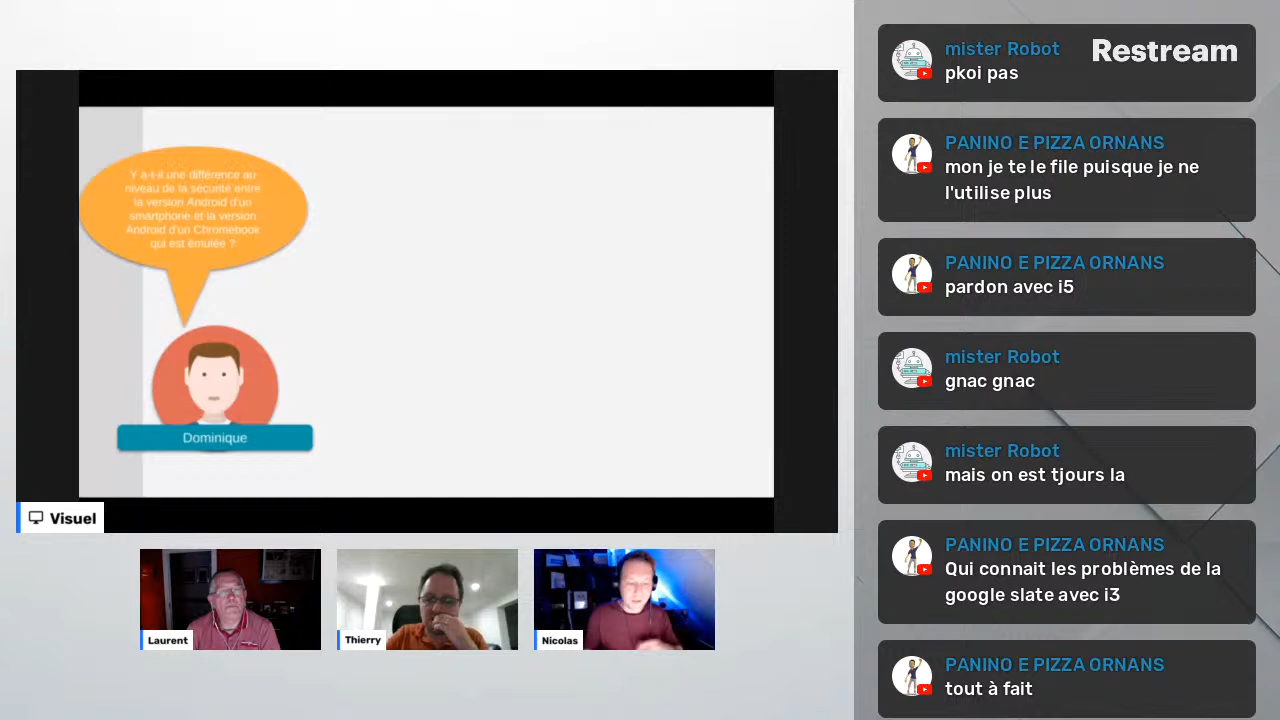 Y a-t-il une différence au
niveau de la sécurité entre
la version Android d'un
smartphone et la version
Android d'un Chromebook
qui est émulée ?
Dominique
Visuel
Laurent
Thierry
Nicolas
Restream
mister Robot
pkoi pas
PANINO E PIZZA ORNANS
mon je te le file puisque je ne
l'utilise plus
PANINO E PIZZA ORNANS
pardon avec i5
mister Robot
gnac gnac
mister Robot
mais on est tjours la
PANINO E PIZZA ORNANS
Qui connait les problèmes de la
google slate avec i3
PANINO E PIZZA ORNANS
tout à fait